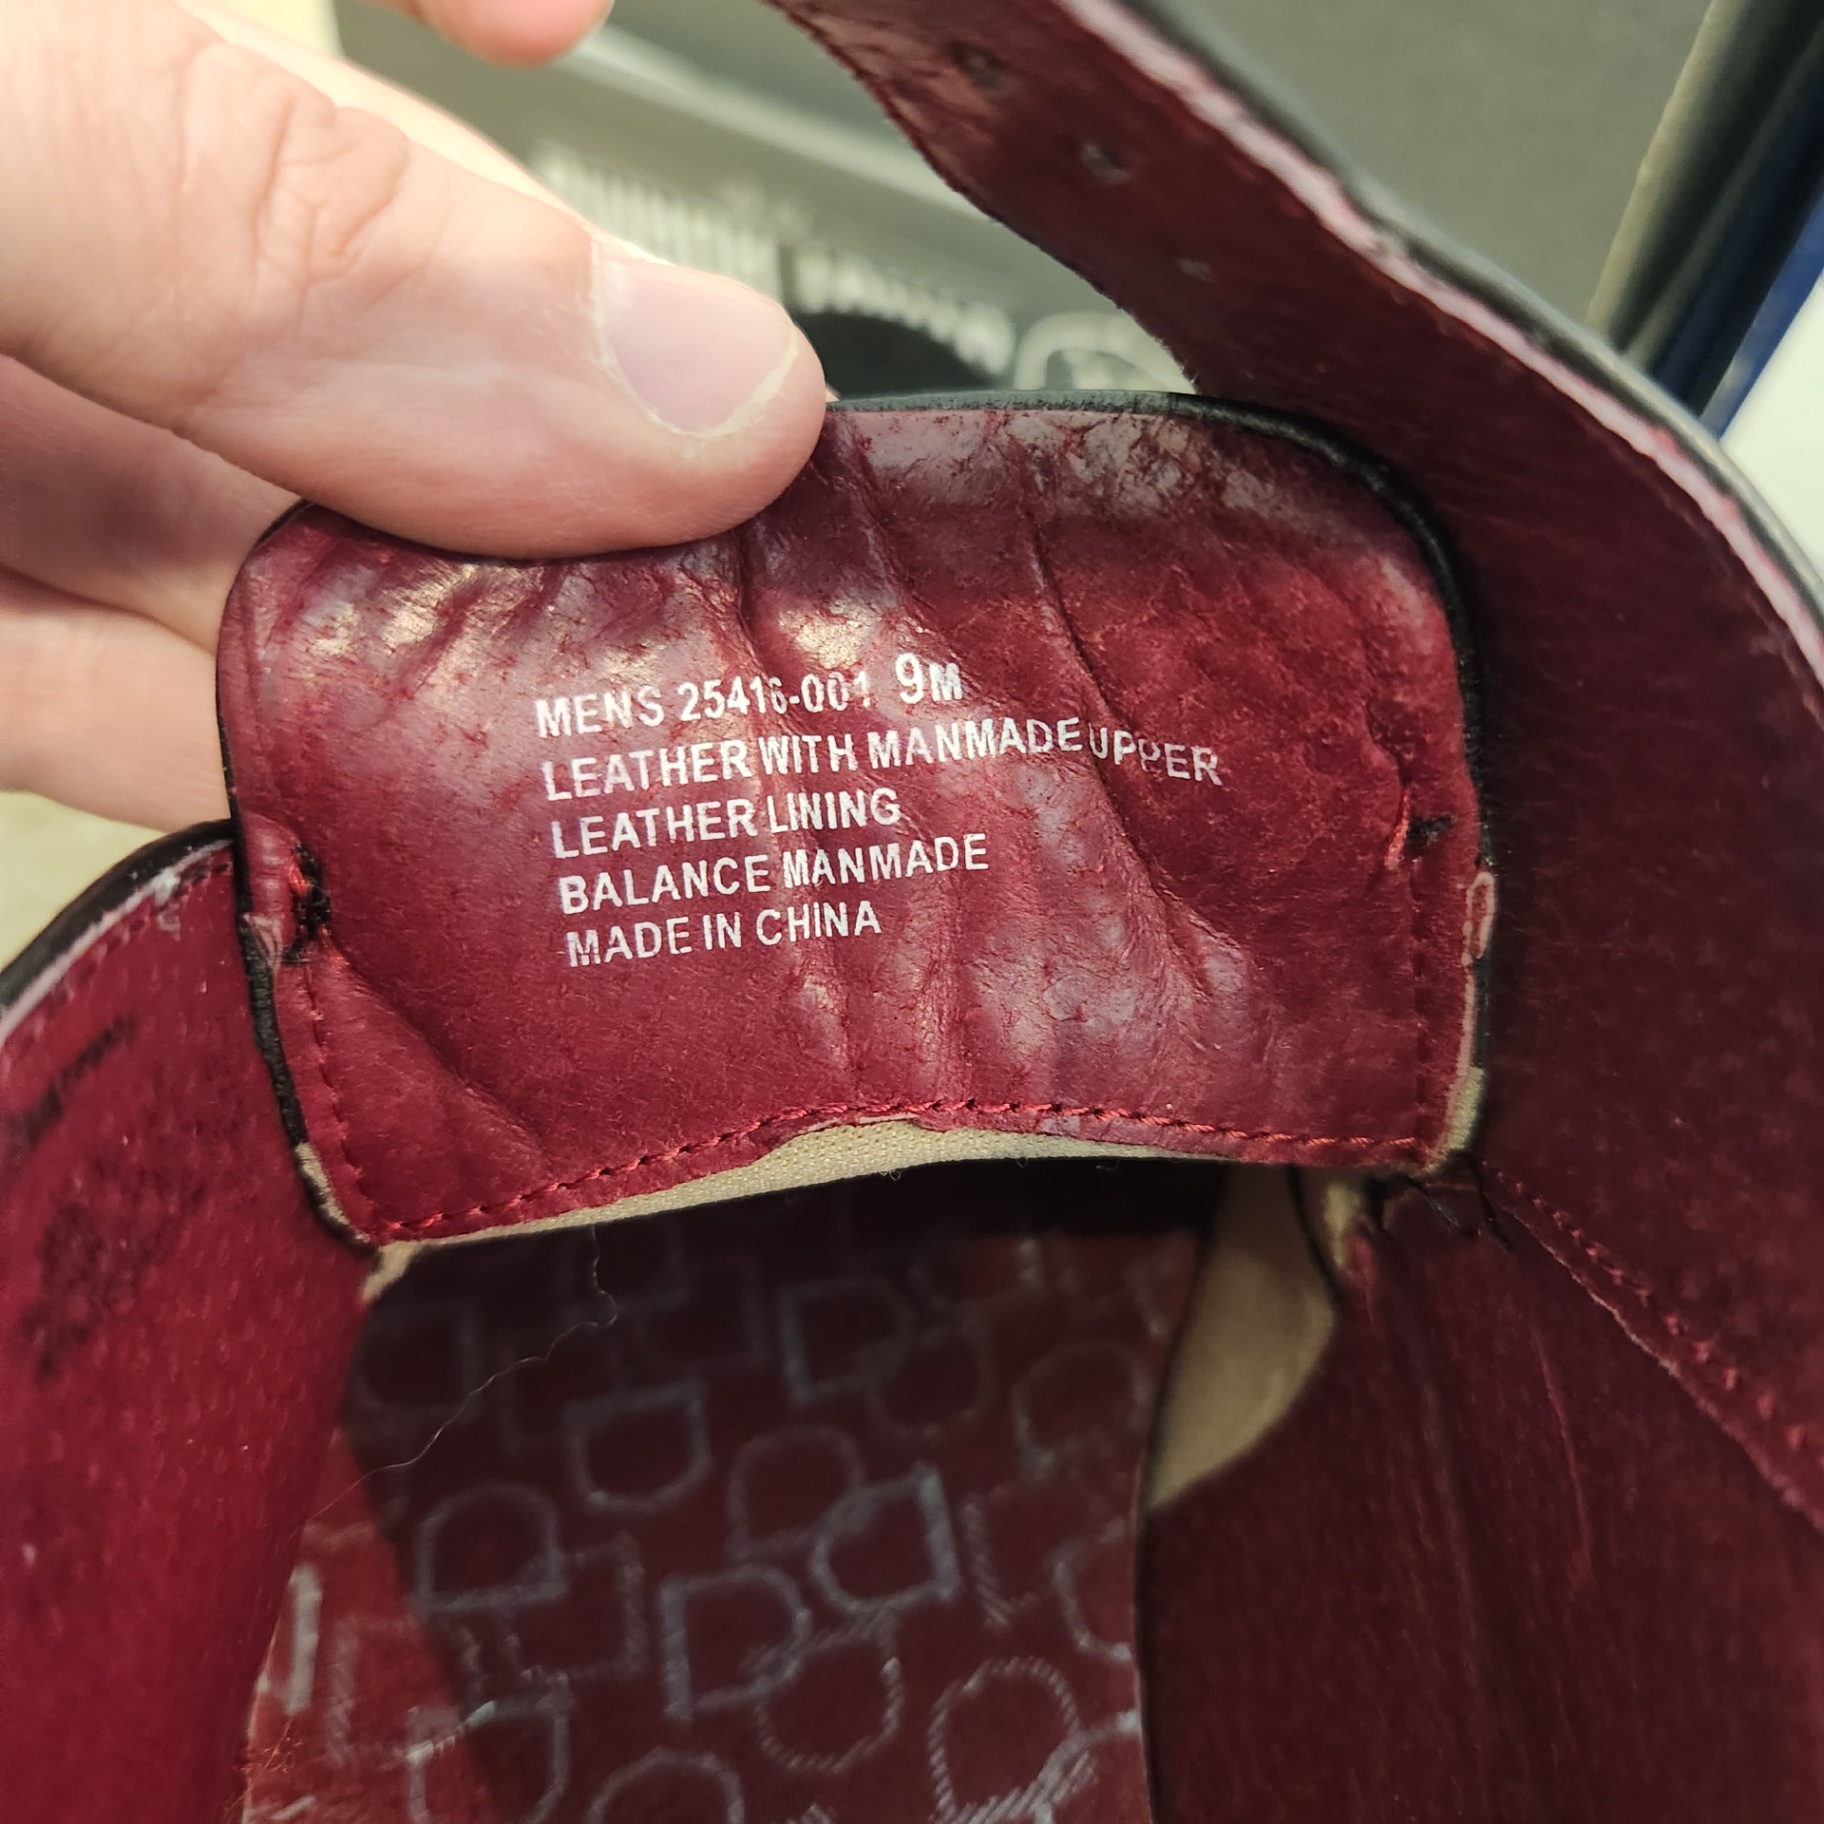 MENS 25416-001 9M
LEATHER WITH MANMADE UPPER
LEATHER LINING
BALANCE MANMADE
MADE IN CHINA